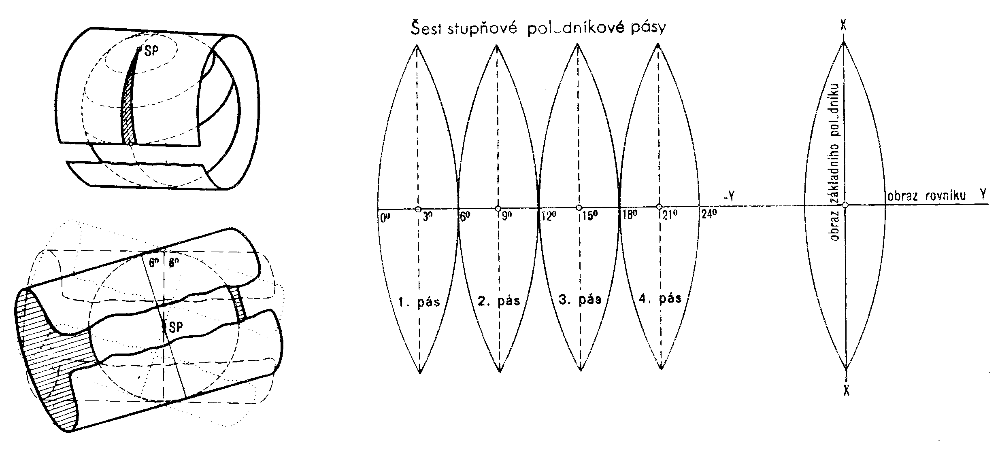 SP
6° 6°
SP
Šest stupňové poledníkové pásy
0° 3° 6° 9° 12° 15° 18° 21° 24°
1. pás 2. pás 3. pás 4. pás
X
-Y
obraz základního poledníku
obraz rovníku Y
X